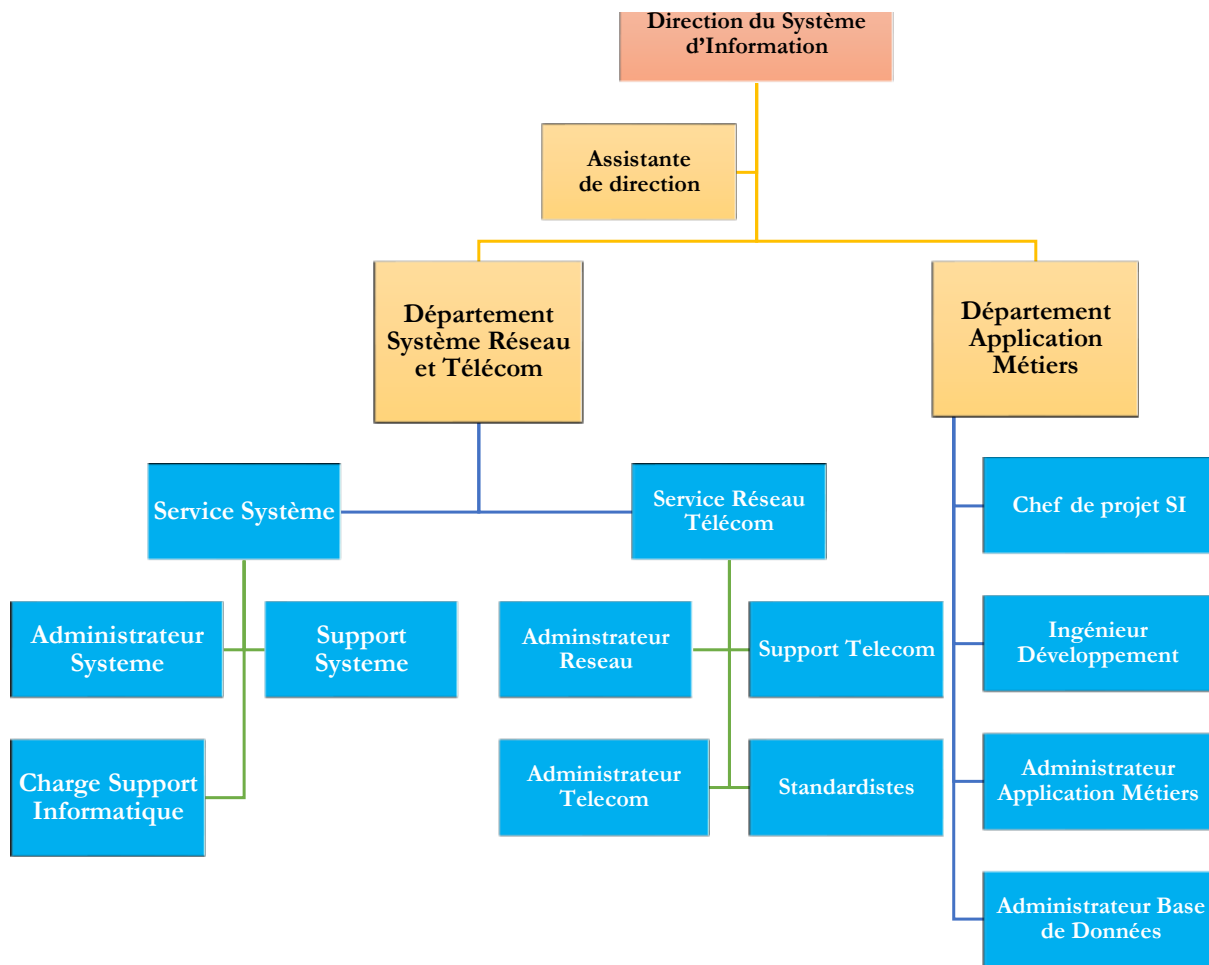 Direction du Système
d’Information
Assistante
de direction
Département
Système Réseau
et Télécom
Département
Application
Métiers
Service Système
Service Réseau
Télécom
Chef de projet SI
Administrateur
Systeme
Support
Systeme
Adminstrateur
Reseau
Support Telecom
Ingénieur
Développement
Charge Support
Informatique
Administrateur
Telecom
Standardistes
Administrateur
Application Métiers
Administrateur Base
de Données